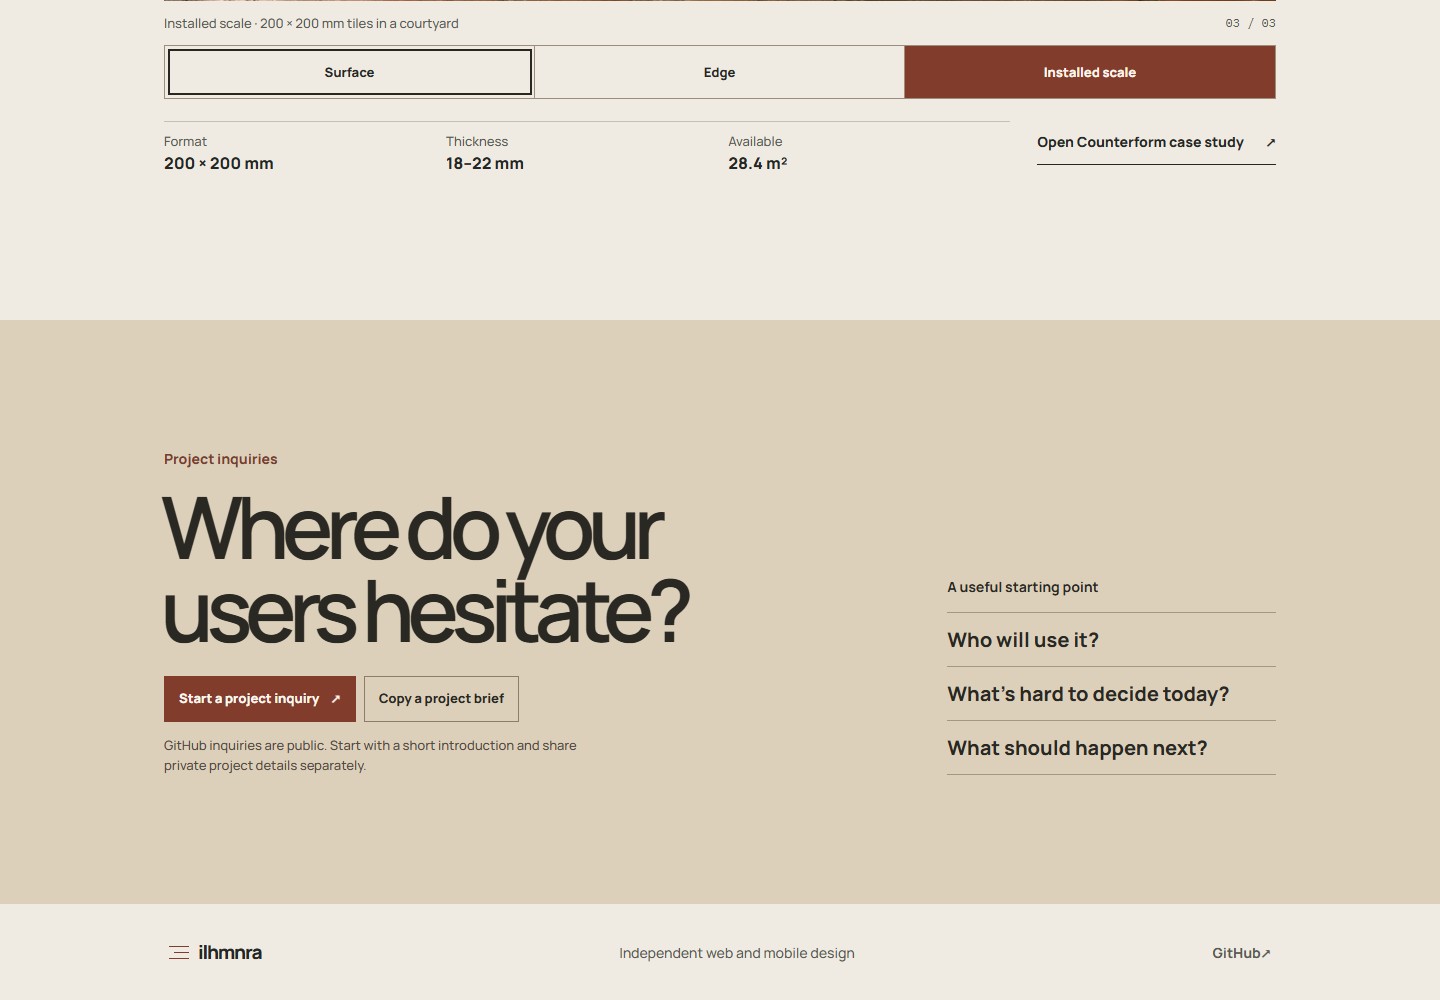 Installed scale · 200 × 200 mm tiles in a courtyard
03 / 03
Surface
Edge
Installed scale
Format
200 × 200 mm
Thickness
18–22 mm
Available
28.4 m²
Open Counterform case study ↗
Project inquiries
Where do your
users hesitate?
Start a project inquiry ↗
Copy a project brief
GitHub inquiries are public. Start with a short introduction and share
private project details separately.
A useful starting point
Who will use it?
What’s hard to decide today?
What should happen next?
ilhmnra
Independent web and mobile design
GitHub↗